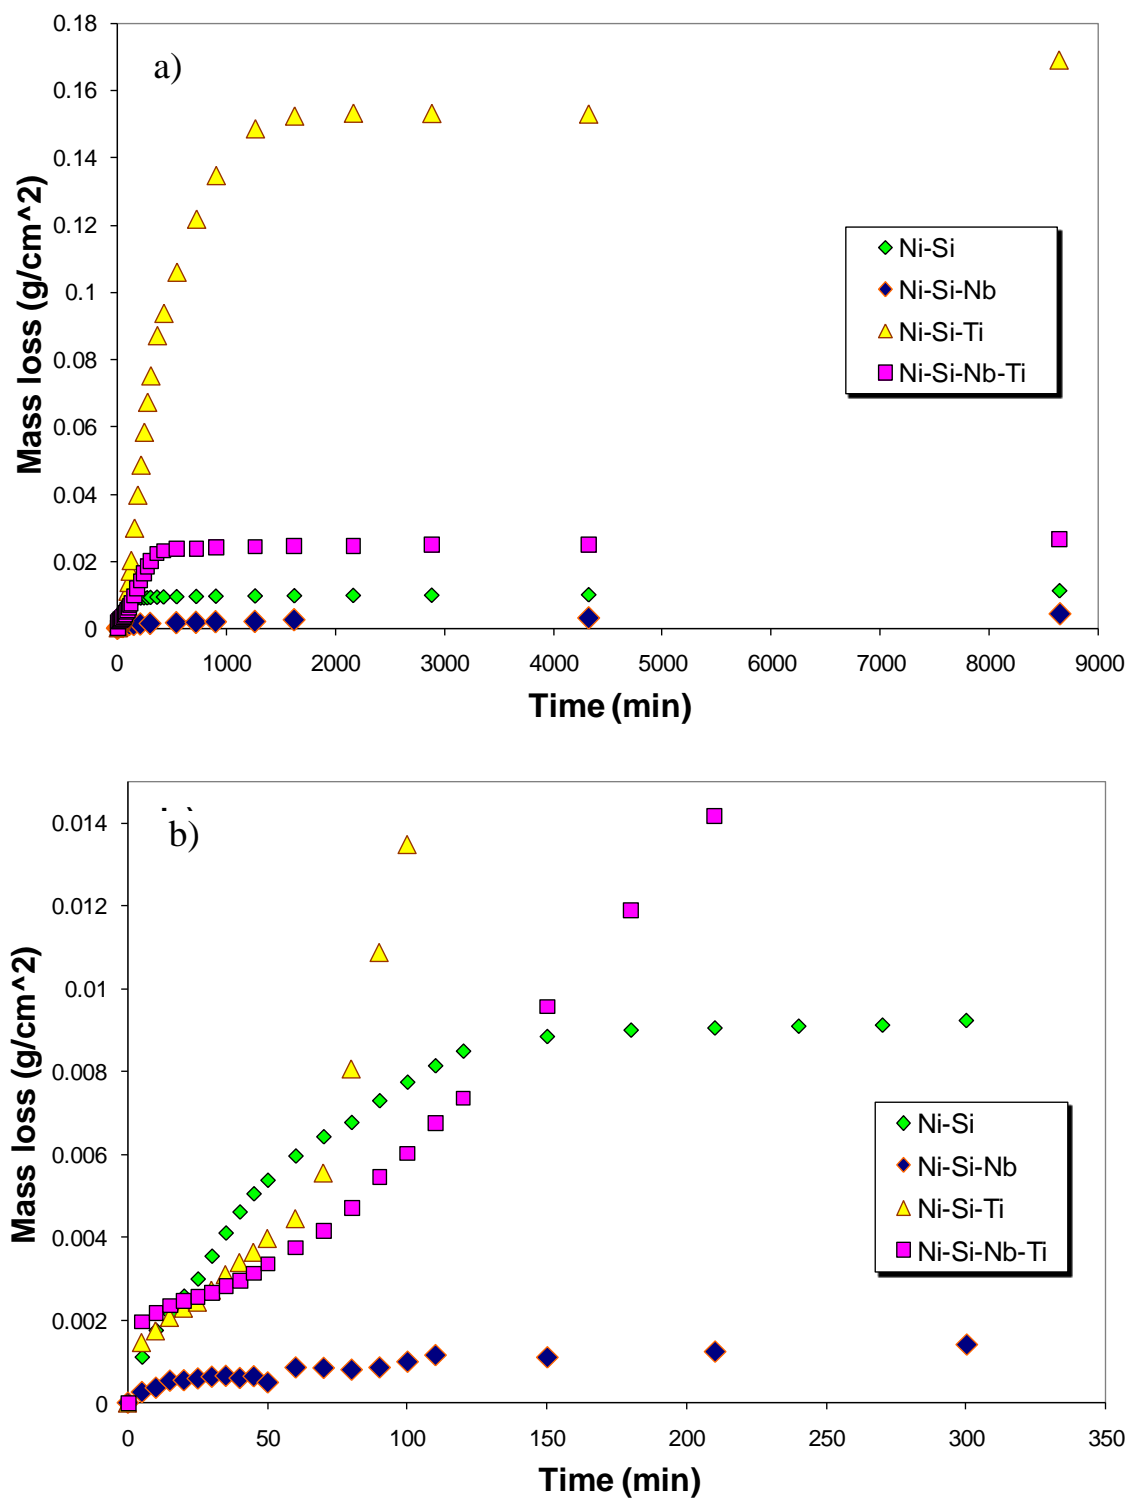 0.18
a)
0.16
0.14
0.12
0.1
0.08
0.06
0.04
0.02
0
Mass loss (g/cm^2)
Ni-Si
Ni-Si-Nb
Ni-Si-Ti
Ni-Si-Nb-Ti
0 1000 2000 3000 4000 5000 6000 7000 8000 9000
Time (min)
b)
0.014
0.012
0.01
0.008
0.006
0.004
0.002
0
Mass loss (g/cm^2)
Ni-Si
Ni-Si-Nb
Ni-Si-Ti
Ni-Si-Nb-Ti
0 50 100 150 200 250 300 350
Time (min)